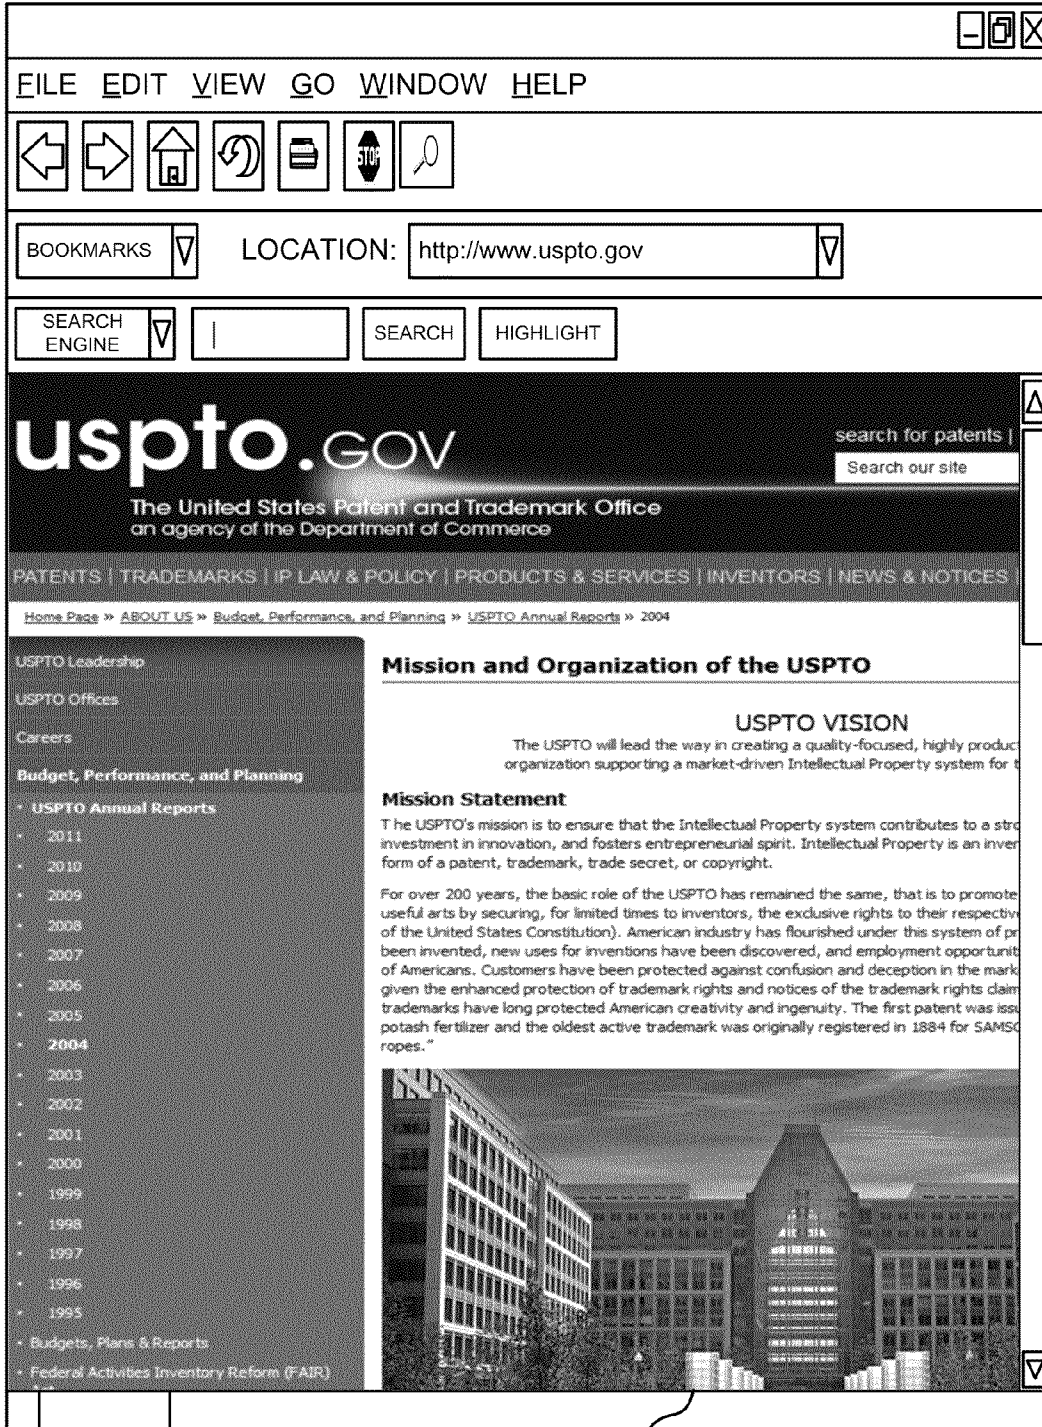 FILE EDIT VIEW GO WINDOW HELP
STOP
BOOKMARKS LOCATION: http://www.uspto.gov
SEARCH ENGINE SEARCH HIGHLIGHT
uspto.GOV
search for patents |
Search our site
The United States Patent and Trademark Office
an agency of the Department of Commerce
PATENTS | TRADEMARKS | IP LAW & POLICY | PRODUCTS & SERVICES | INVENTORS | NEWS & NOTICES |
Home Page » ABOUT US » Budget, Performance, and Planning » USPTO Annual Reports » 2004
USPTO Leadership
USPTO Offices
Careers
Budget, Performance, and Planning
· USPTO Annual Reports
· 2011
· 2010
· 2009
· 2008
· 2007
· 2006
· 2005
· 2004
· 2003
· 2002
· 2001
· 2000
· 1999
· 1998
· 1997
· 1996
· 1995
· Budgets, Plans & Reports
· Federal Activities Inventory Reform (FAIR)
Mission and Organization of the USPTO
USPTO VISION
The USPTO will lead the way in creating a quality-focused, highly produc
organization supporting a market-driven Intellectual Property system for t
Mission Statement
T he USPTO's mission is to ensure that the Intellectual Property system contributes to a stro
investment in innovation, and fosters entrepreneurial spirit. Intellectual Property is an inven
form of a patent, trademark, trade secret, or copyright.
For over 200 years, the basic role of the USPTO has remained the same, that is to promote
useful arts by securing, for limited times to inventors, the exclusive rights to their respectiv
of the United States Constitution). American industry has flourished under this system of pr
been invented, new uses for inventions have been discovered, and employment opportunit
of Americans. Customers have been protected against confusion and deception in the mark
given the enhanced protection of trademark rights and notices of the trademark rights claim
trademarks have long protected American creativity and ingenuity. The first patent was issu
potash fertilizer and the oldest active trademark was originally registered in 1884 for SAMSO
ropes."